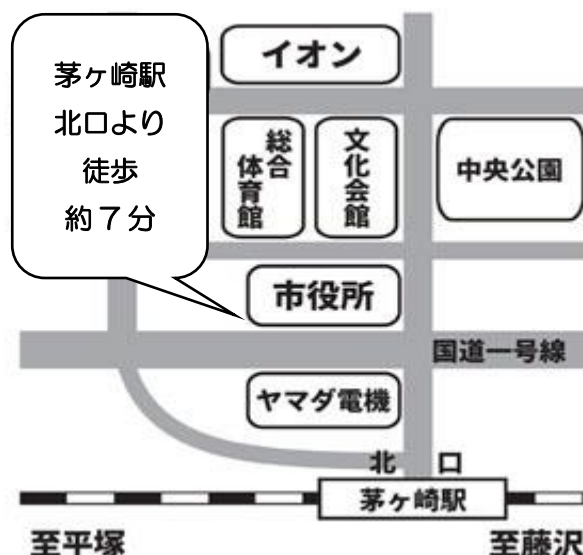 茅ヶ崎駅
北口より
徒歩
約7分
イオン
総合
体育館
文化会館
中央公園
市役所
国道一号線
ヤマダ電機
北 口
茅ヶ崎駅
至平塚
至藤沢